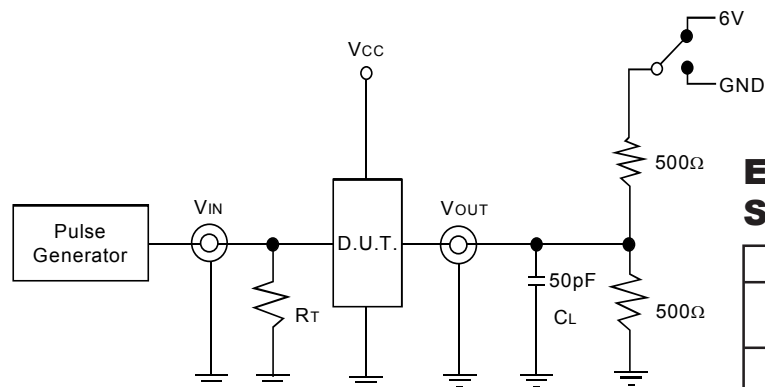 6V
VCC
GND
500Ω
VIN
VOUT
Pulse
Generator
D.U.T.
50pF
RT
CL
500Ω
E
S